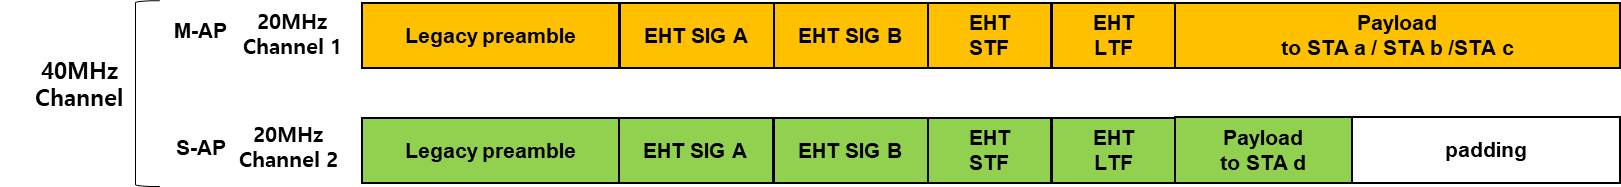 40MHz
Channel
M-AP
20MHz
Channel 1
Legacy preamble
EHT SIG A
EHT SIG B
EHT
STF
EHT
LTF
Payload
to STA a / STA b /STA c
S-AP
20MHz
Channel 2
Legacy preamble
EHT SIG A
EHT SIG B
EHT
STF
EHT
LTF
Payload
to STA d
padding